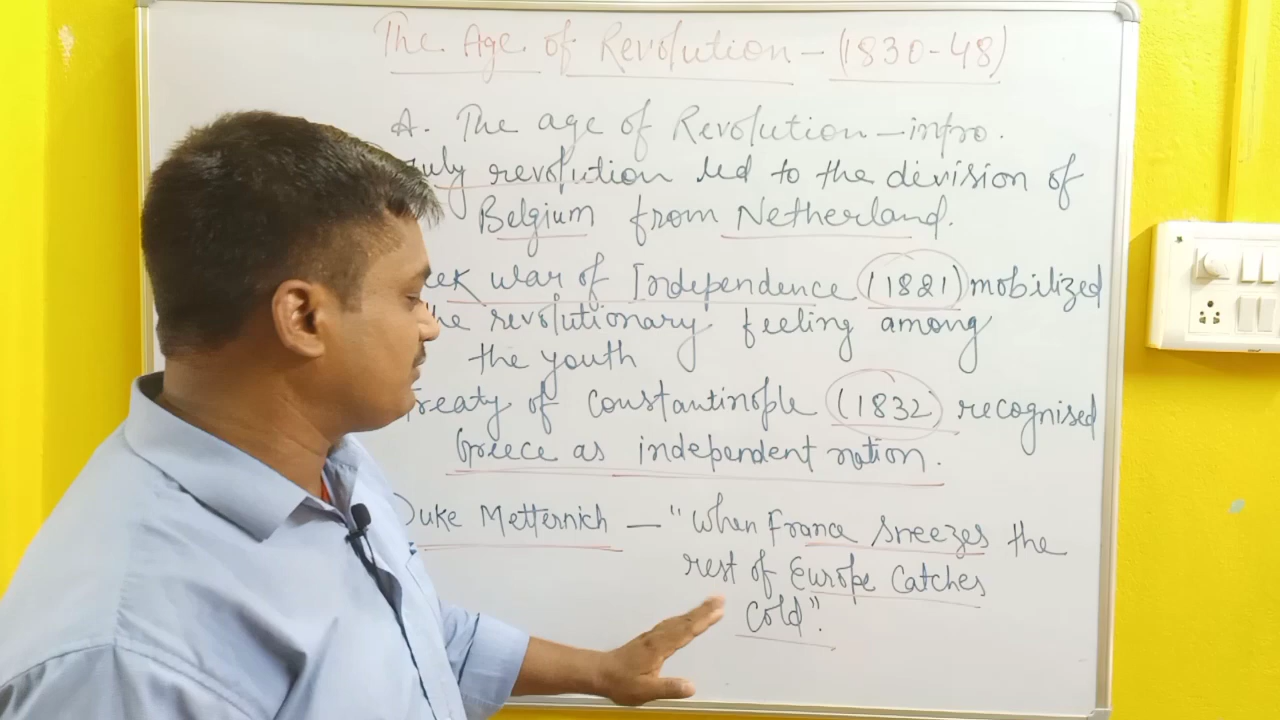 The Age of Revolution - (1830-48)
A. The age of Revolution - intro.
July revolution led to the division of
Belgium from Netherland.
eek war of Independence (1821) mobilized
the revolutionary feeling among
the youth
Treaty of Constantinople (1832) recognised
Greece as independent nation.
Duke Metternich - "When France sneezes the
rest of Europe Catches
Cold".